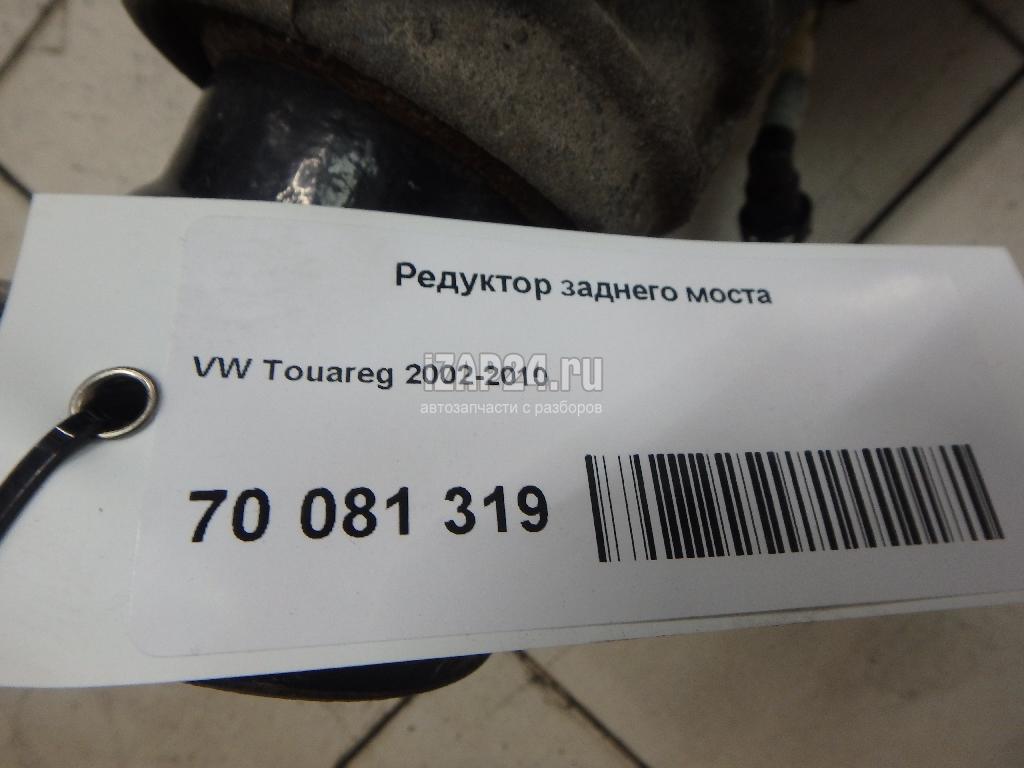 Редуктор заднего моста
VW Touareg 2002-2010
iZAP24.ru
автозапчасти с разборов
70 081 319